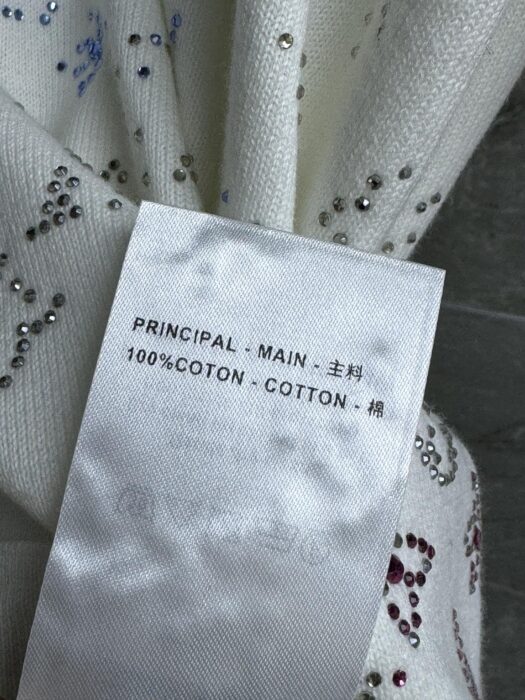 PRINCIPAL - MAIN - 主料
100%COTON - COTTON - 棉